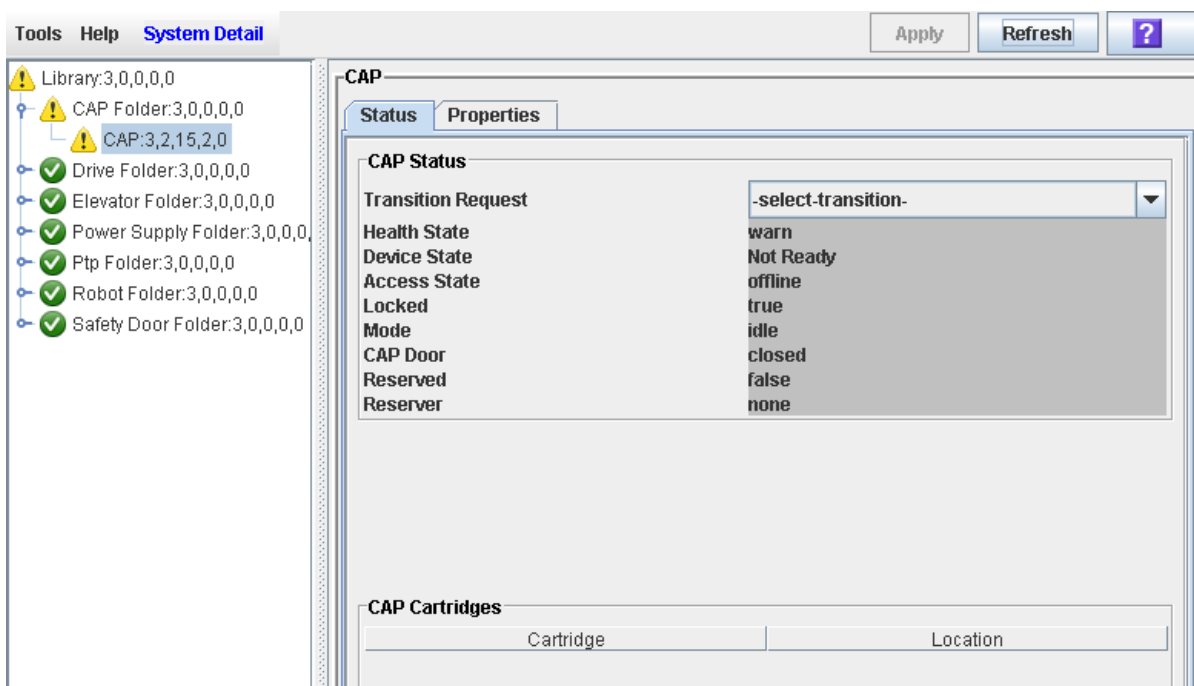 Tools Help System Detail Apply Refresh ?
Library:3,0,0,0,0
CAP Folder:3,0,0,0,0
CAP:3,2,15,2,0
Drive Folder:3,0,0,0,0
Elevator Folder:3,0,0,0,0
Power Supply Folder:3,0,0,0,
Ptp Folder:3,0,0,0,0
Robot Folder:3,0,0,0,0
Safety Door Folder:3,0,0,0,0
CAP
Status Properties
CAP Status
Transition Request -select-transition-
Health State warn
Device State Not Ready
Access State offline
Locked true
Mode idle
CAP Door closed
Reserved false
Reserver none
CAP Cartridges
Cartridge Location